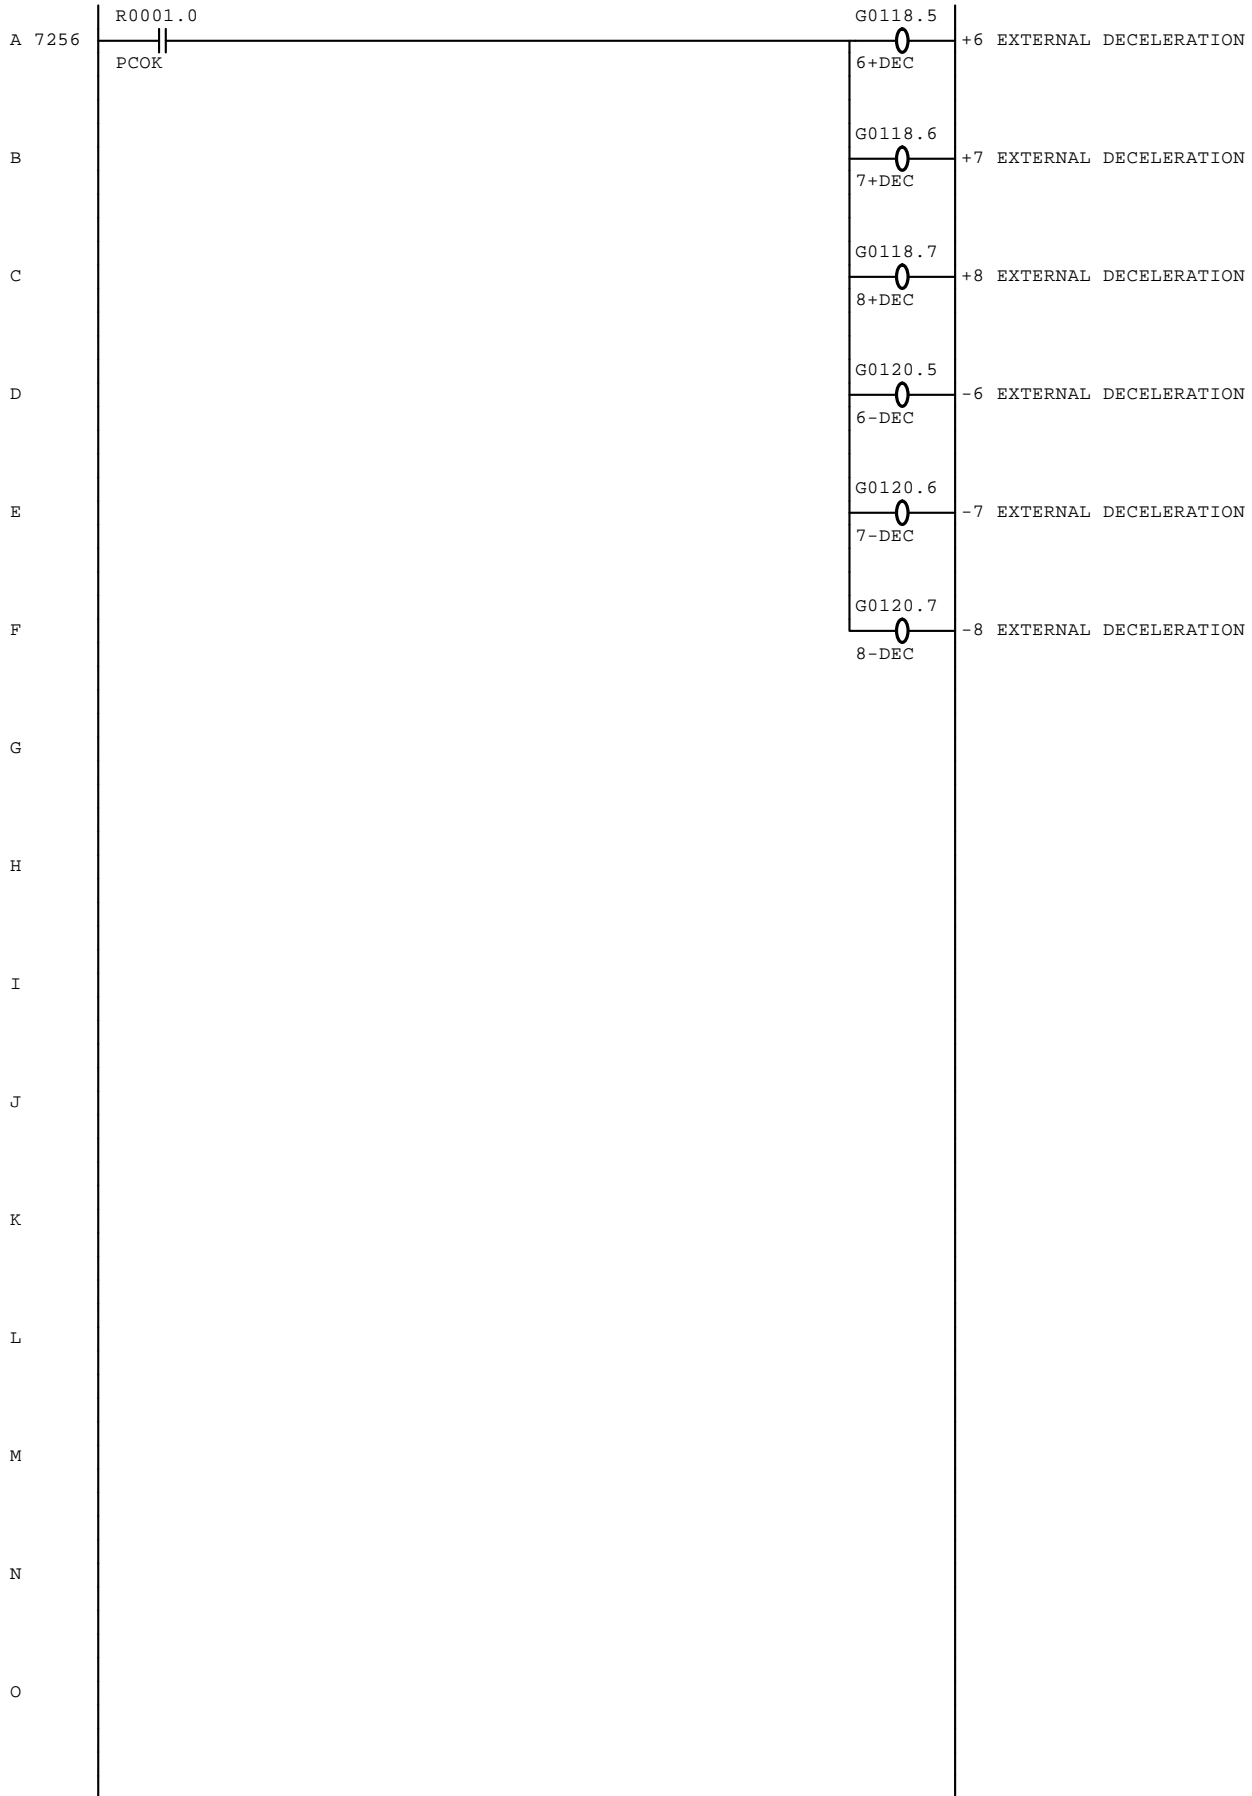 R0001.0 G0118.5
A 7256 +6 EXTERNAL DECELERATION
PCOK 6+DEC
G0118.6
B +7 EXTERNAL DECELERATION
7+DEC
G0118.7
C +8 EXTERNAL DECELERATION
8+DEC
G0120.5
D -6 EXTERNAL DECELERATION
6-DEC
G0120.6
E -7 EXTERNAL DECELERATION
7-DEC
G0120.7
F -8 EXTERNAL DECELERATION
8-DEC
G
H
I
J
K
L
M
N
O